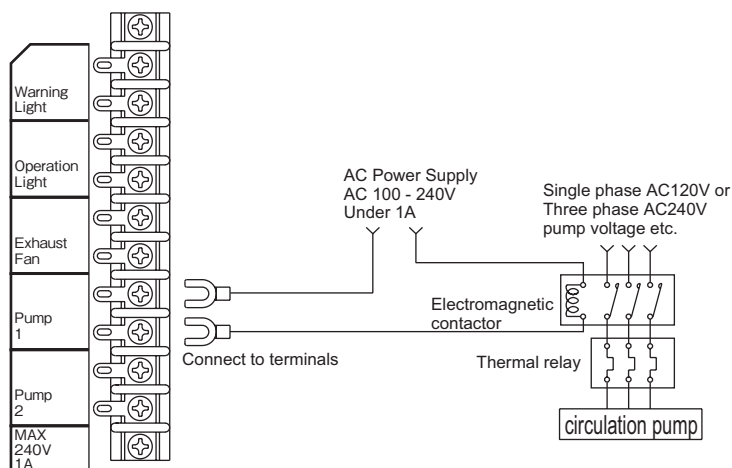 Warning
Light
Operation
Light
Exhaust
Fan
Pump
1
Pump
2
MAX
240V
1A
AC Power Supply
AC 100 - 240V
Under 1A
Single phase AC120V or
Three phase AC240V
pump voltage etc.
Electromagnetic
contactor
Connect to terminals
Thermal relay
circulation pump